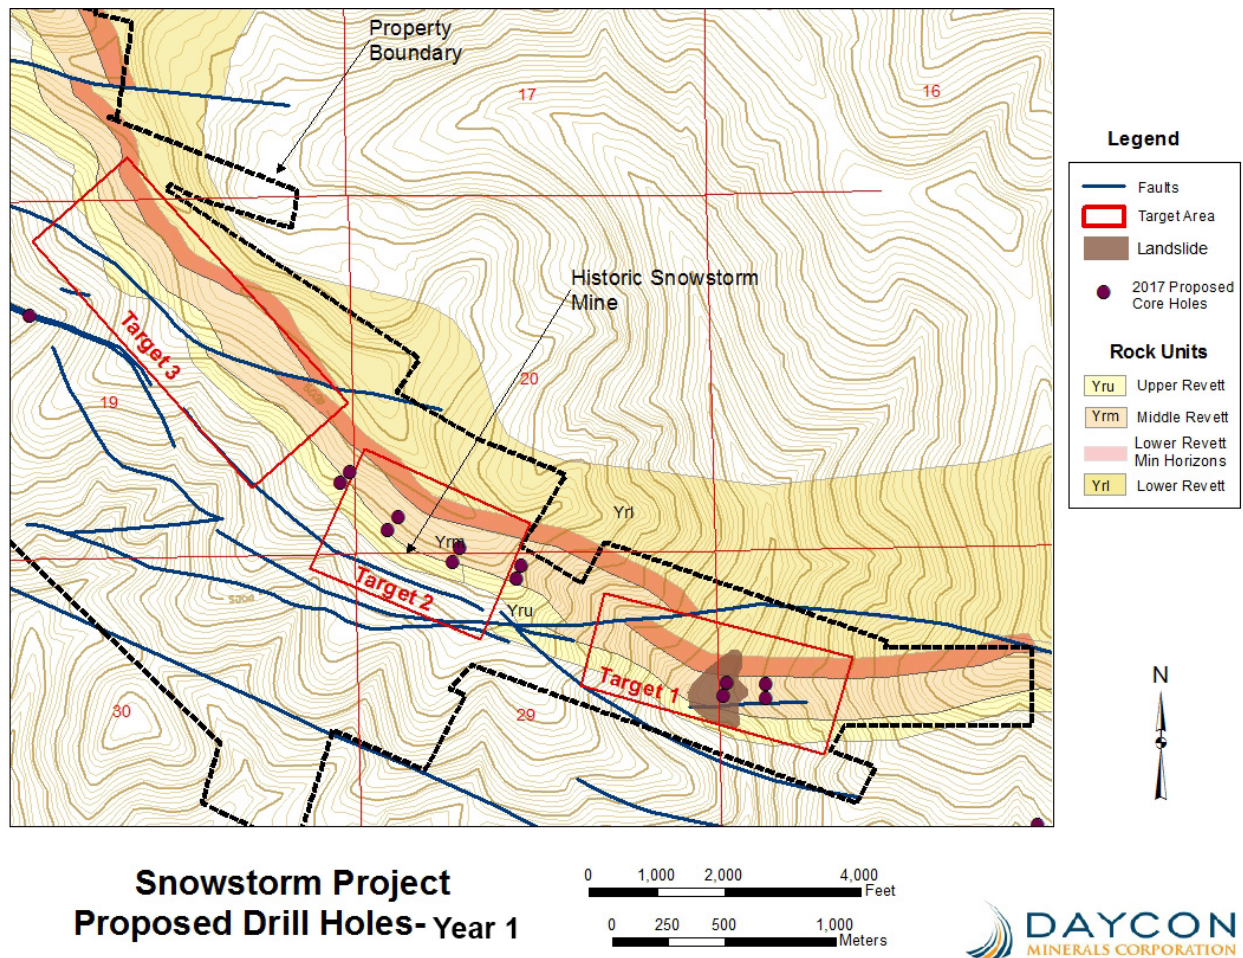 Property
Boundary
17
16
Historic Snowstorm
Mine
Target 3
5000
20
19
Yrl
Yrm
Target 2
Yru
5004
Target 1
30
29
Legend
Faults
Target Area
Landslide
2017 Proposed
Core Holes
Rock Units
Yru Upper Revett
Yrm Middle Revett
Lower Revett
Min Horizons
Yrl Lower Revett
N
Snowstorm Project
Proposed Drill Holes- Year 1
0 1,000 2,000 4,000
Feet
0 250 500 1,000
Meters
DAYCON
MINERALS CORPORATION